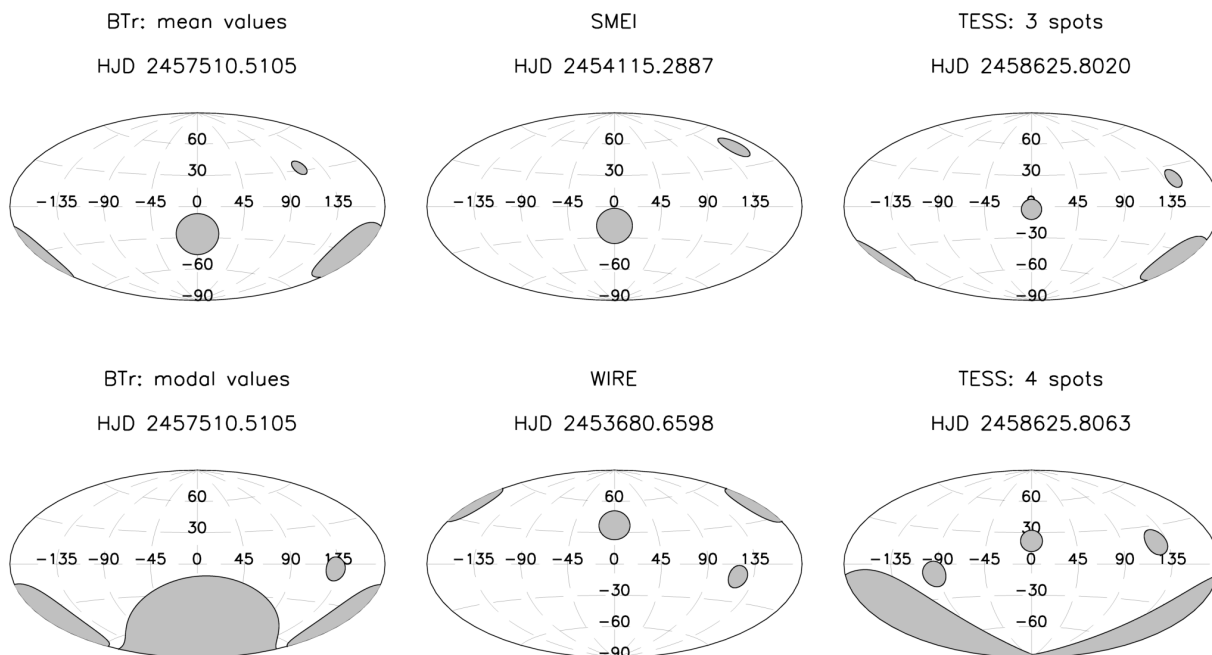 BTr: mean values
HJD 2457510.5105
60
30
−135 −90 −45 0 45 90 135
−60
−90
SMEI
HJD 2454115.2887
60
30
−135 −90 −45 0 45 90 135
−60
−90
TESS: 3 spots
HJD 2458625.8020
60
30
−135 −90 −45 45 90 135
−30
−60
−90
BTr: modal values
HJD 2457510.5105
60
30
−135 −90 −45 0 45 90 135
WIRE
HJD 2453680.6598
60
−135 −90 −45 0 45 90 135
−30
−60
−90
TESS: 4 spots
HJD 2458625.8063
60
30
−135 −90 −45 0 45 90 135
−30
−60